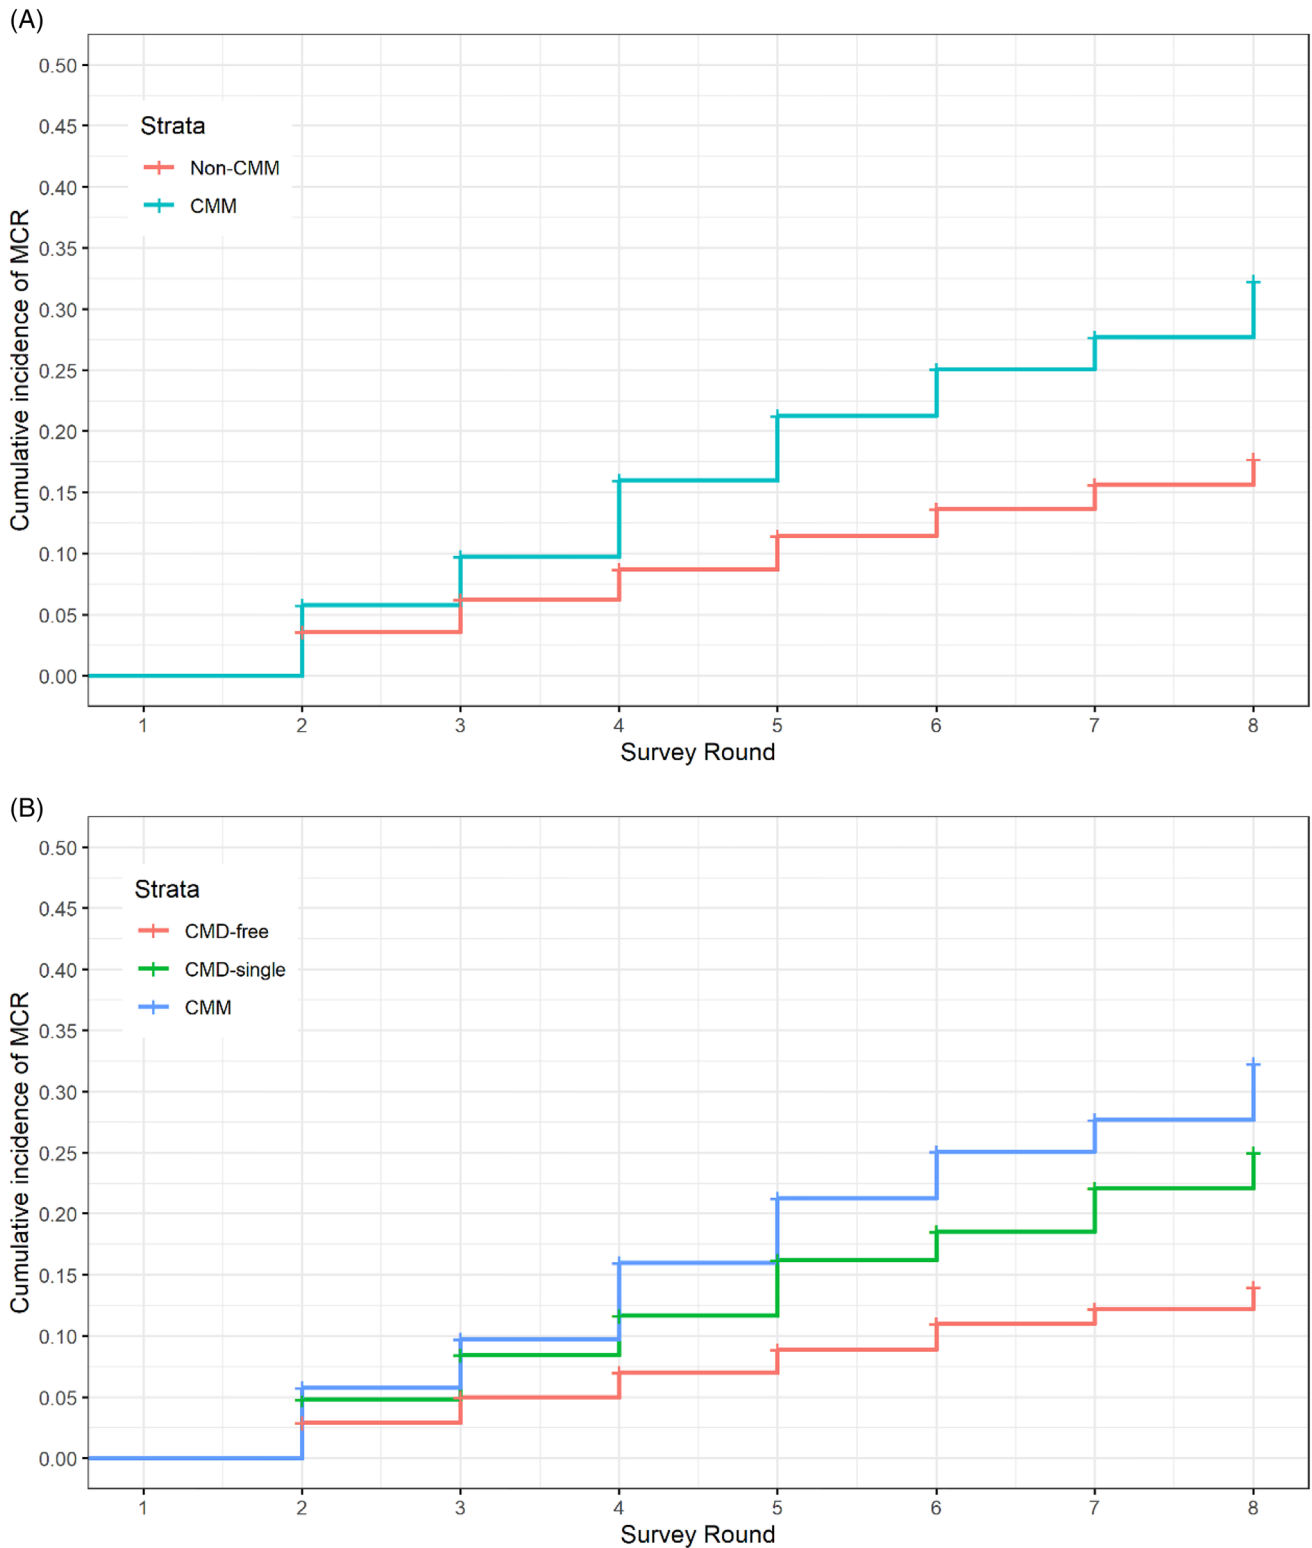 (A)
Cumulative incidence of MCR
0.50
0.45
0.40
0.35
0.30
0.25
0.20
0.15
0.10
0.05
0.00
Strata
Non-CMM
CMM
1 2 3 4 5 6 7 8
Survey Round
(B)
Cumulative incidence of MCR
0.50
0.45
0.40
0.35
0.30
0.25
0.20
0.15
0.10
0.05
0.00
Strata
CMD-free
CMD-single
CMM
1 2 3 4 5 6 7 8
Survey Round